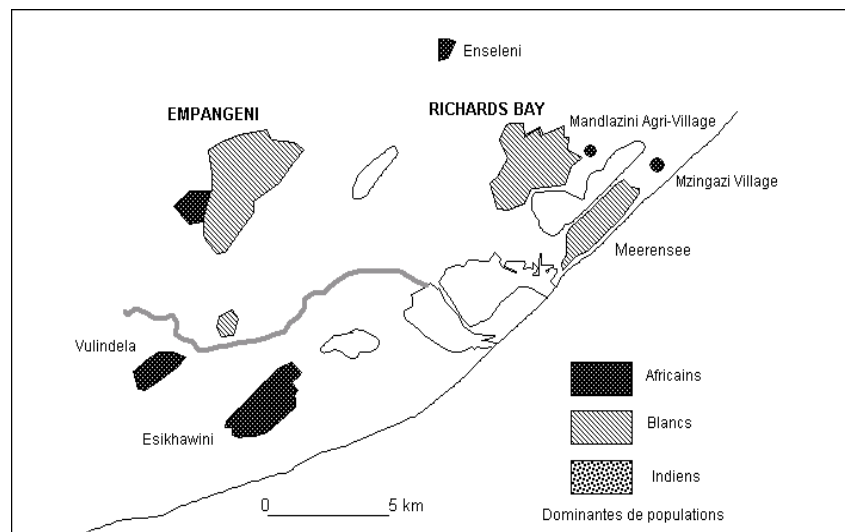 Enseleni
EMPANGENI
RICHARDS BAY
Mandlazini Agri-Village
Mzingazi Village
Meerensee
Vulindela
Esikhawini
Africains
Blancs
Indiens
0 5 km
Dominantes de populations